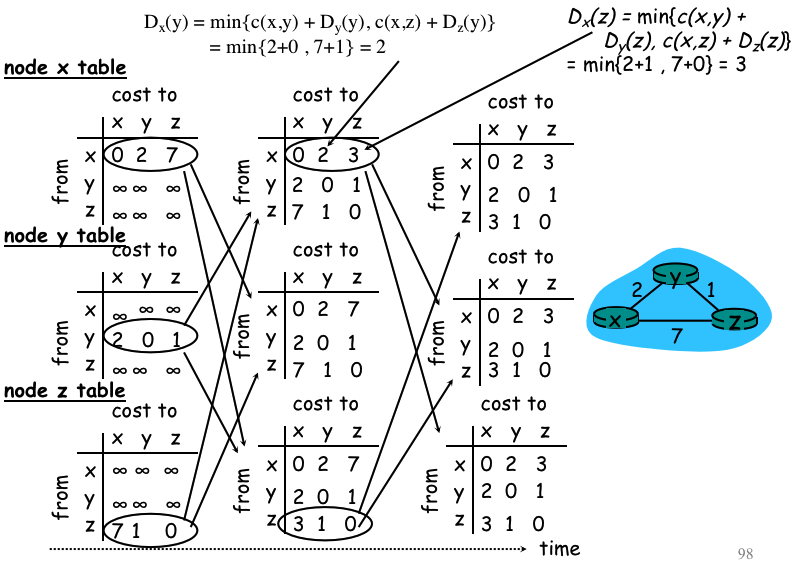 D_x(y) = min{c(x,y) + D_y(y), c(x,z) + D_z(y)}
= min{2+0 , 7+1} = 2
D_x(z) = min{c(x,y) +
D_y(z), c(x,z) + D_z(z)}
= min{2+1 , 7+0} = 3
node x table
cost to
x y z
from
x 0 2 7
y ∞ ∞ ∞
z ∞ ∞ ∞
cost to
x y z
from
x 0 2 3
y 2 0 1
z 7 1 0
cost to
x y z
from
x 0 2 3
y 2 0 1
z 3 1 0
node y table
cost to
x y z
from
x ∞ ∞ ∞
y 2 0 1
z ∞ ∞ ∞
cost to
x y z
from
x 0 2 7
y 2 0 1
z 7 1 0
cost to
x y z
from
x 0 2 3
y 2 0 1
z 3 1 0
node z table
cost to
x y z
from
x ∞ ∞ ∞
y ∞ ∞ ∞
z 7 1 0
cost to
x y z
from
x 0 2 7
y 2 0 1
z 3 1 0
cost to
x y z
from
x 0 2 3
y 2 0 1
z 3 1 0
y
2 1
x z
7
time
98